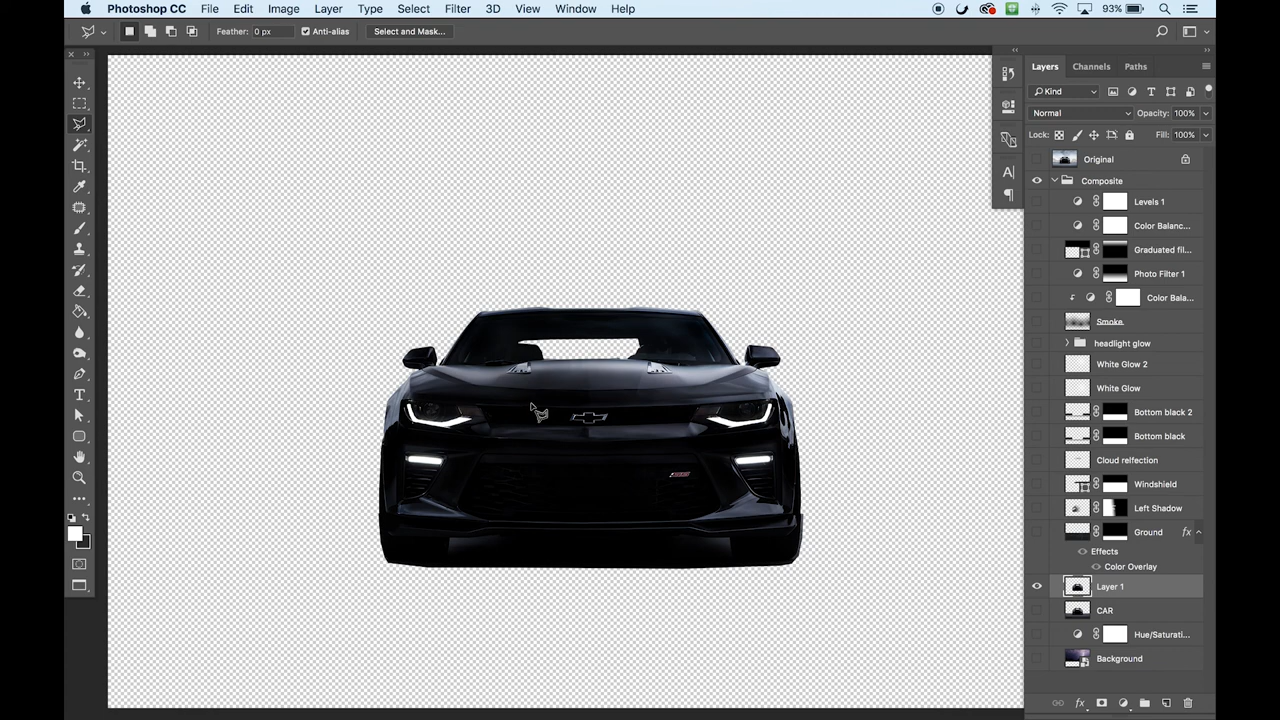 Photoshop CC File Edit Image Layer Type Select Filter 3D View Window Help 93%
Feather: 0 px Anti-alias Select and Mask...
Layers Channels Paths
Kind
Normal Opacity: 100%
Lock: Fill: 100%
Original
Composite
Levels 1
Color Balanc...
Graduated fil...
Photo Filter 1
Color Bala...
Smoke
headlight glow
White Glow 2
White Glow
Bottom black 2
Bottom black
Cloud relfection
Windshield
Left Shadow
Ground fx
Effects
Color Overlay
Layer 1
CAR
Hue/Saturati...
Background
fx